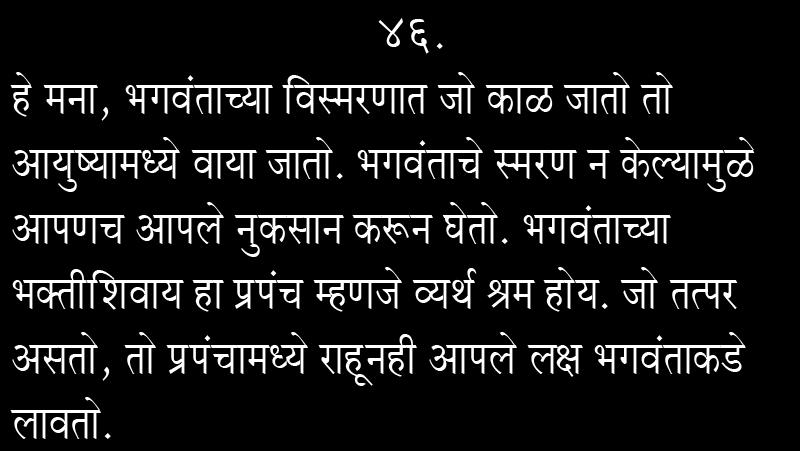 ४६.
हे मना, भगवंताच्या विस्मरणात जो काळ जातो तो
आयुष्यामध्ये वाया जातो. भगवंताचे स्मरण न केल्यामुळे
आपणच आपले नुकसान करून घेतो. भगवंताच्या
भक्तीशिवाय हा प्रपंच म्हणजे व्यर्थ श्रम होय. जो तत्पर
असतो, तो प्रपंचामध्ये राहूनही आपले लक्ष भगवंताकडे
लावतो.